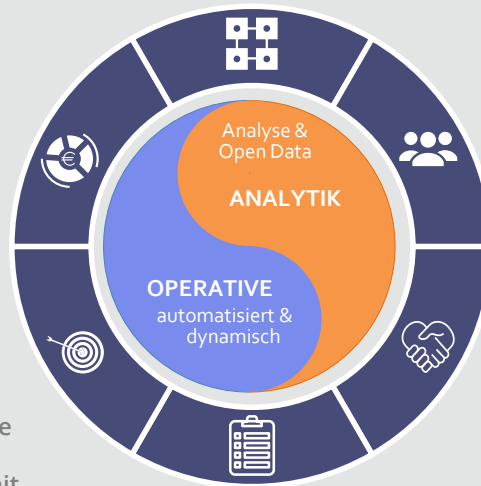 Analyse &
Open Data
ANALYTIK
OPERATIVE
automatisiert &
dynamisch
€